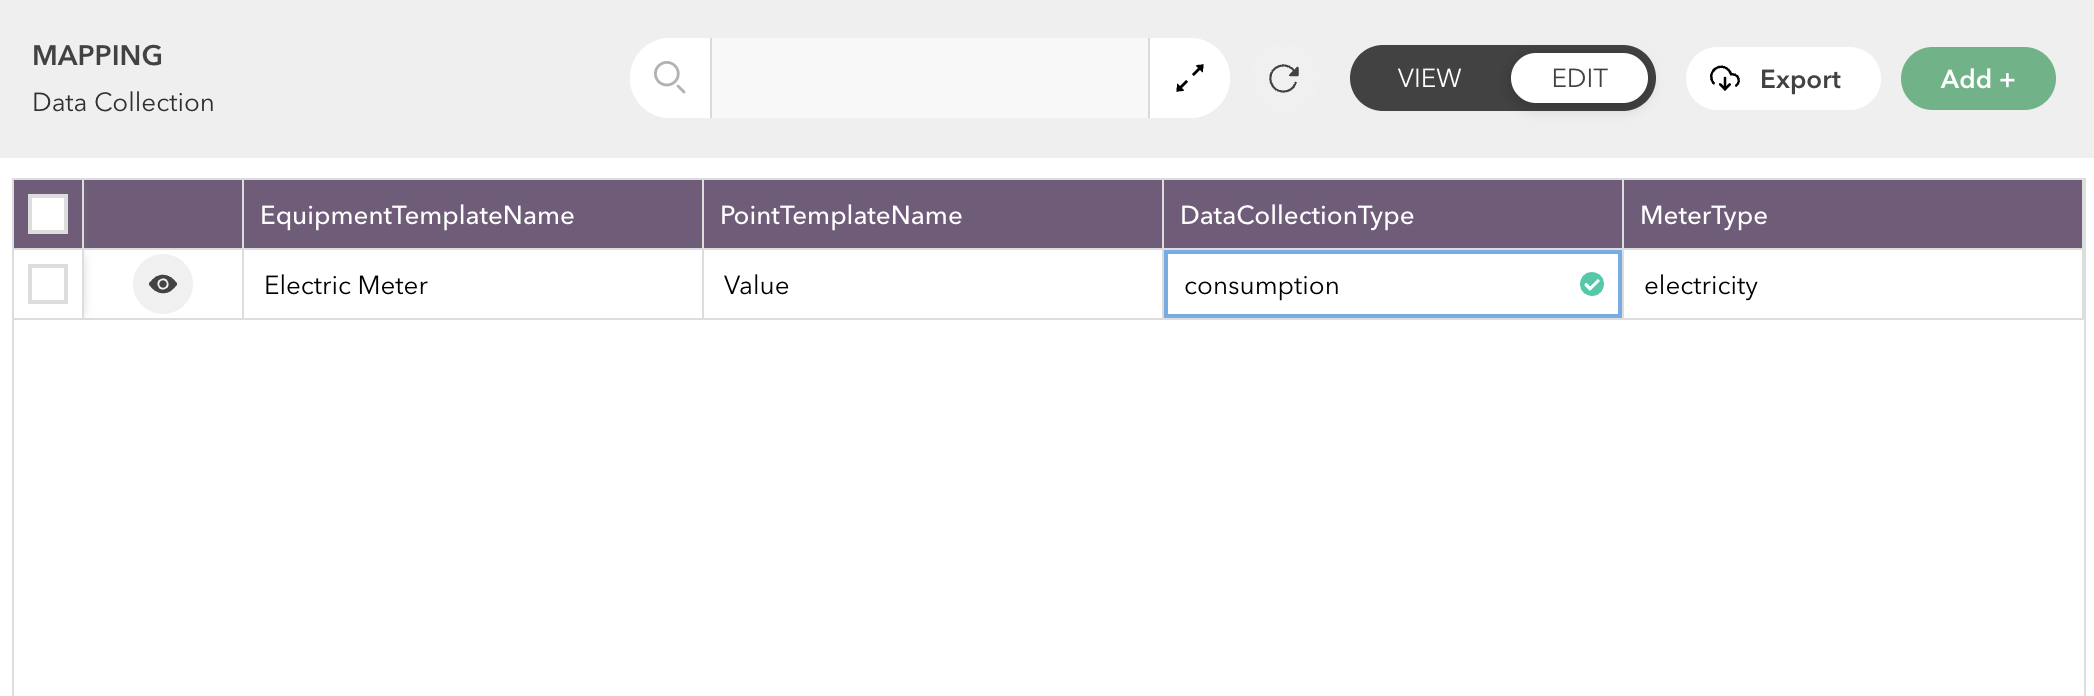 MAPPING
Data Collection
VIEW EDIT Export Add +
EquipmentTemplateName PointTemplateName DataCollectionType MeterType
Electric Meter Value consumption electricity